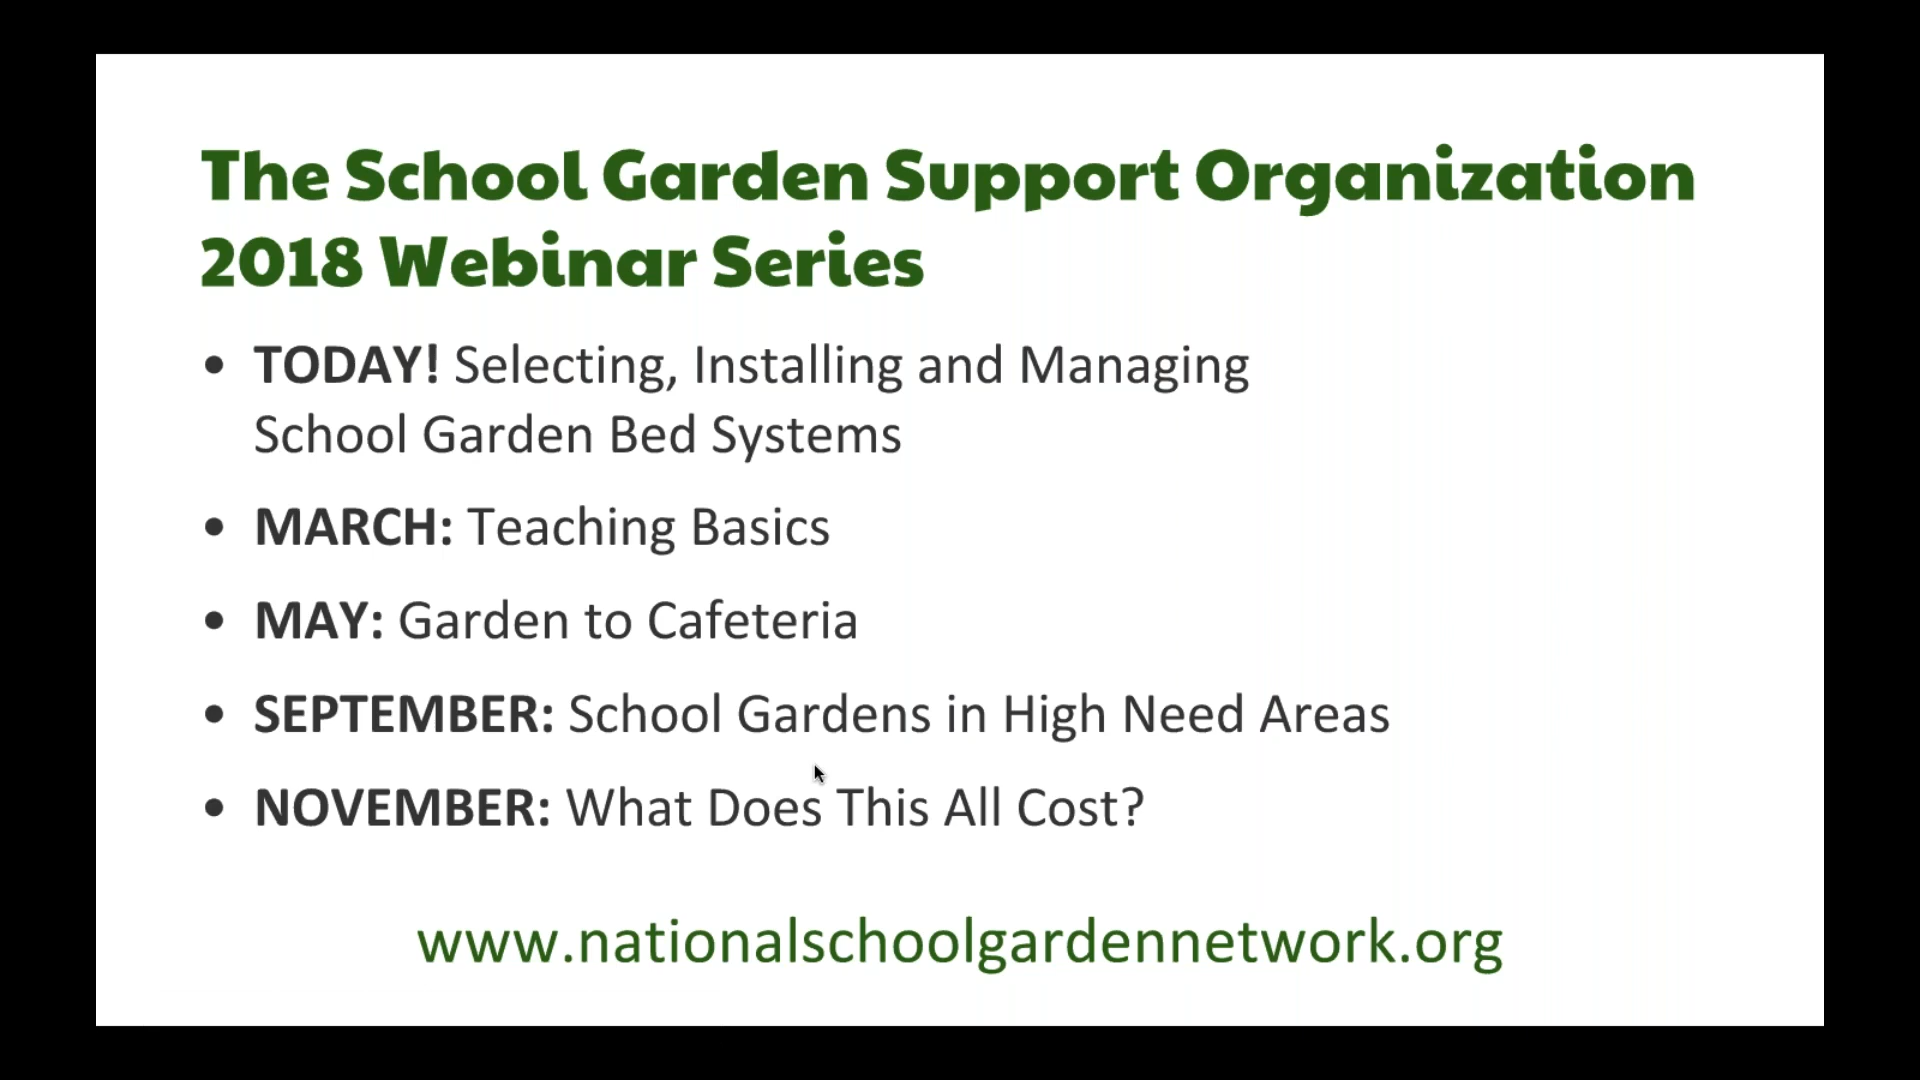 The School Garden Support Organization
2018 Webinar Series
• TODAY! Selecting, Installing and Managing
School Garden Bed Systems
• MARCH: Teaching Basics
• MAY: Garden to Cafeteria
• SEPTEMBER: School Gardens in High Need Areas
• NOVEMBER: What Does This All Cost?
www.nationalschoolgardennetwork.org